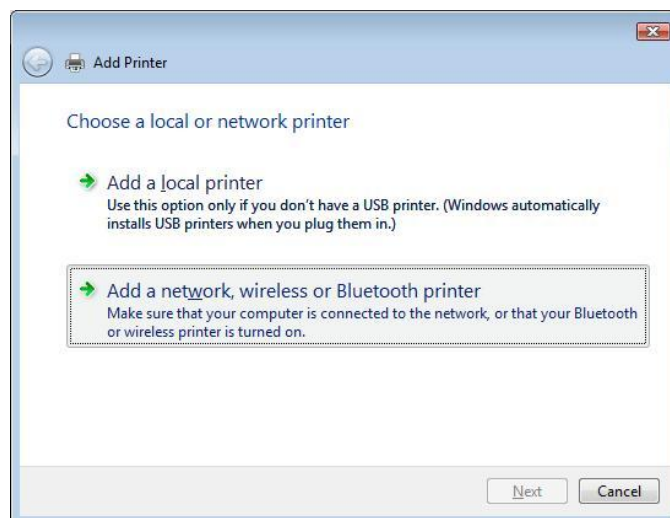 Add Printer
Choose a local or network printer
Add a local printer
Use this option only if you don't have a USB printer. (Windows automatically
installs USB printers when you plug them in.)
Add a network, wireless or Bluetooth printer
Make sure that your computer is connected to the network, or that your Bluetooth
or wireless printer is turned on.
Next
Cancel